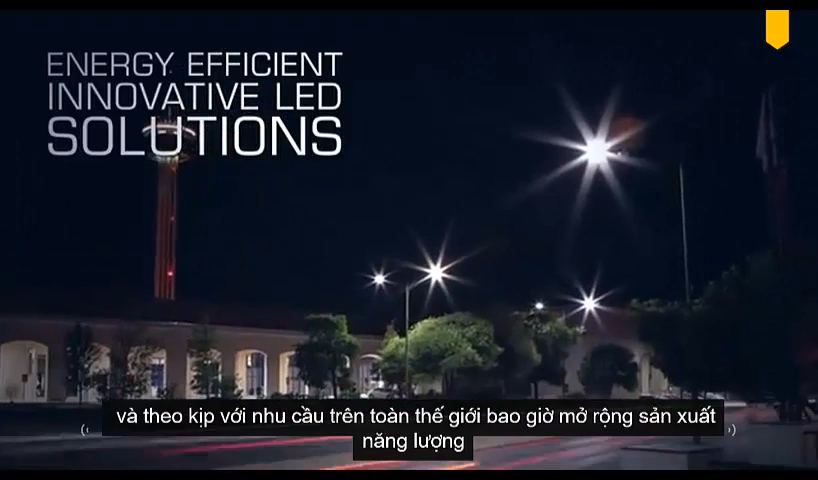 ENERGY EFFICIENT
INNOVATIVE LED
SOLUTIONS
và theo kịp với nhu cầu trên toàn thế giới bao giờ mở rộng sản xuất
năng lượng